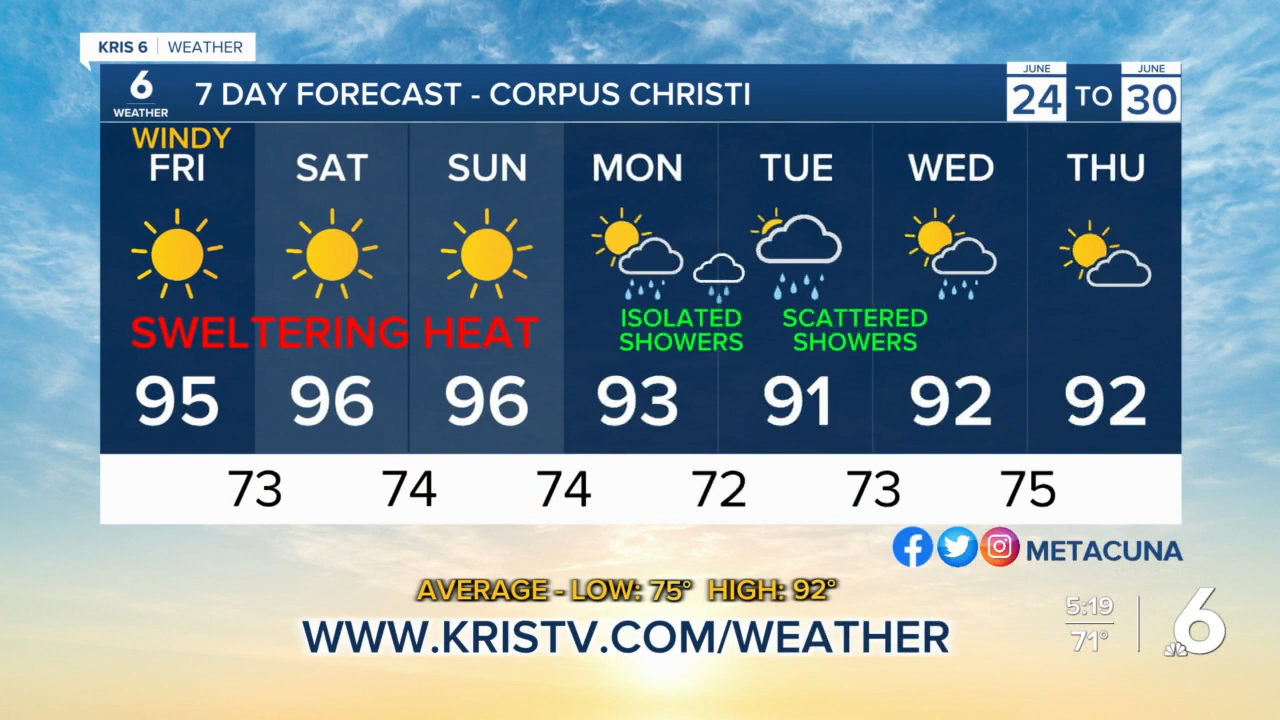 KRIS 6 WEATHER
6
WEATHER
7 DAY FORECAST - CORPUS CHRISTI
JUNE
24
TO
JUNE
30
WINDY
FRI SAT SUN MON TUE WED THU
SWELTERING HEAT
ISOLATED
SHOWERS
SCATTERED
SHOWERS
95 96 96 93 91 92 92
73 74 74 72 73 75
METACUNA
AVERAGE - LOW: 75° HIGH: 92°
WWW.KRISTV.COM/WEATHER
5:19
71°
6